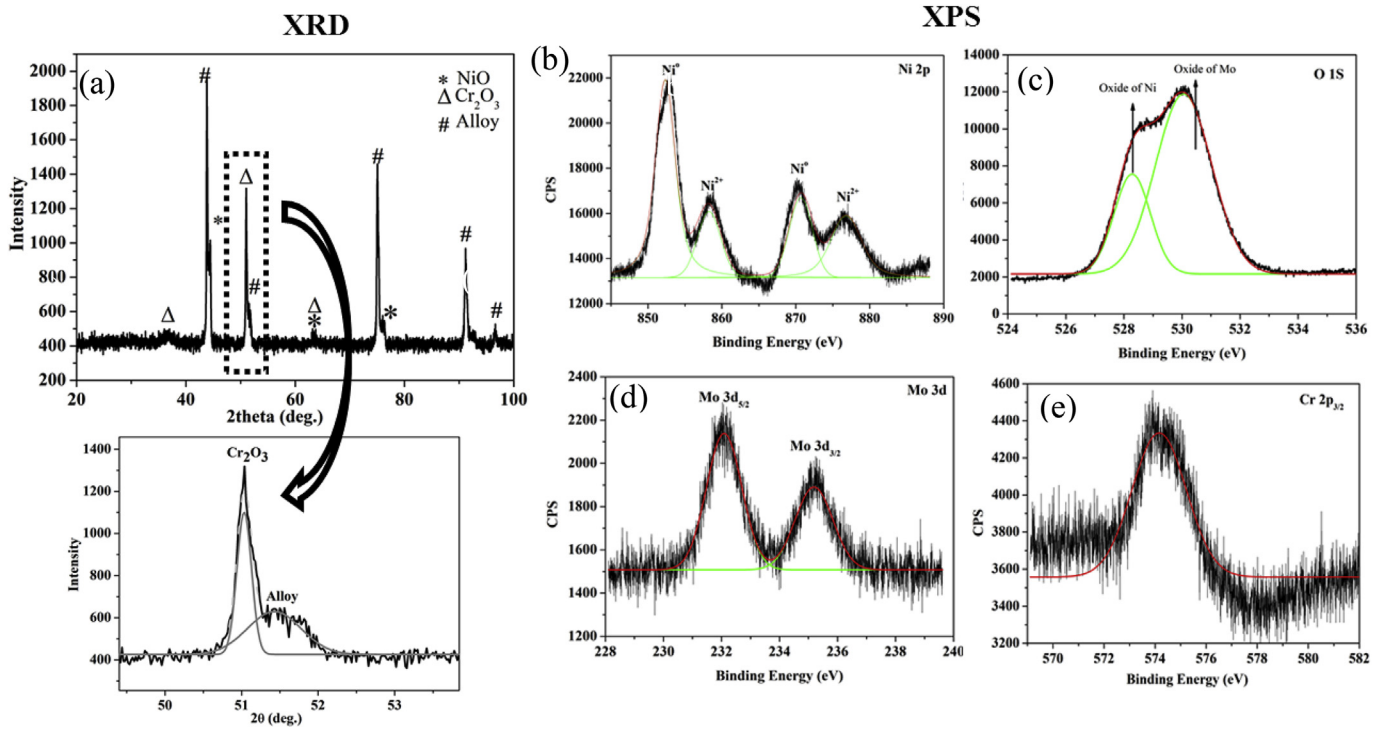 XRD
XPS
(a)
# 
* NiO
Δ Cr₂O₃
# Alloy
*
Δ
#
Δ
Δ
*
#
*
#
#
Intensity
2000
1800
1600
1400
1200
1000
800
600
400
200
20 40 60 80 100
2theta (deg.)
Cr₂O₃
Alloy
Intensity
1400
1200
1000
800
600
400
50 51 52 53
2θ (deg.)
(b)
Ni 2p
Ni⁰
Ni²⁺
Ni⁰
Ni²⁺
CPS
22000
20000
18000
16000
14000
12000
850 860 870 880 890
Binding Energy (eV)
(c)
O 1S
Oxide of Ni
Oxide of Mo
14000
12000
10000
8000
6000
4000
2000
0
524 526 528 530 532 534 536
Binding Energy (eV)
(d)
Mo 3d
Mo 3d₅/₂
Mo 3d₃/₂
CPS
2400
2200
2000
1800
1600
1400
1200
228 230 232 234 236 238 240
Binding Energy (eV)
(e)
Cr 2p₃/₂
CPS
4600
4400
4200
4000
3800
3600
3400
3200
570 572 574 576 578 580 582
Binding Energy (eV)